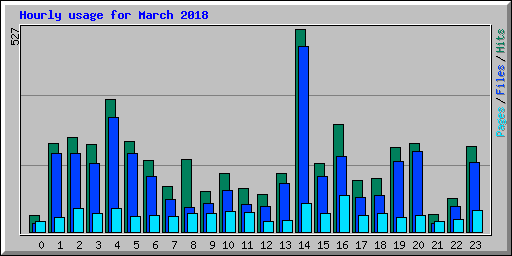 Hourly usage for March 2018
527
Pages/Files/Hits
0 1 2 3 4 5 6 7 8 9 10 11 12 13 14 15 16 17 18 19 20 21 22 23